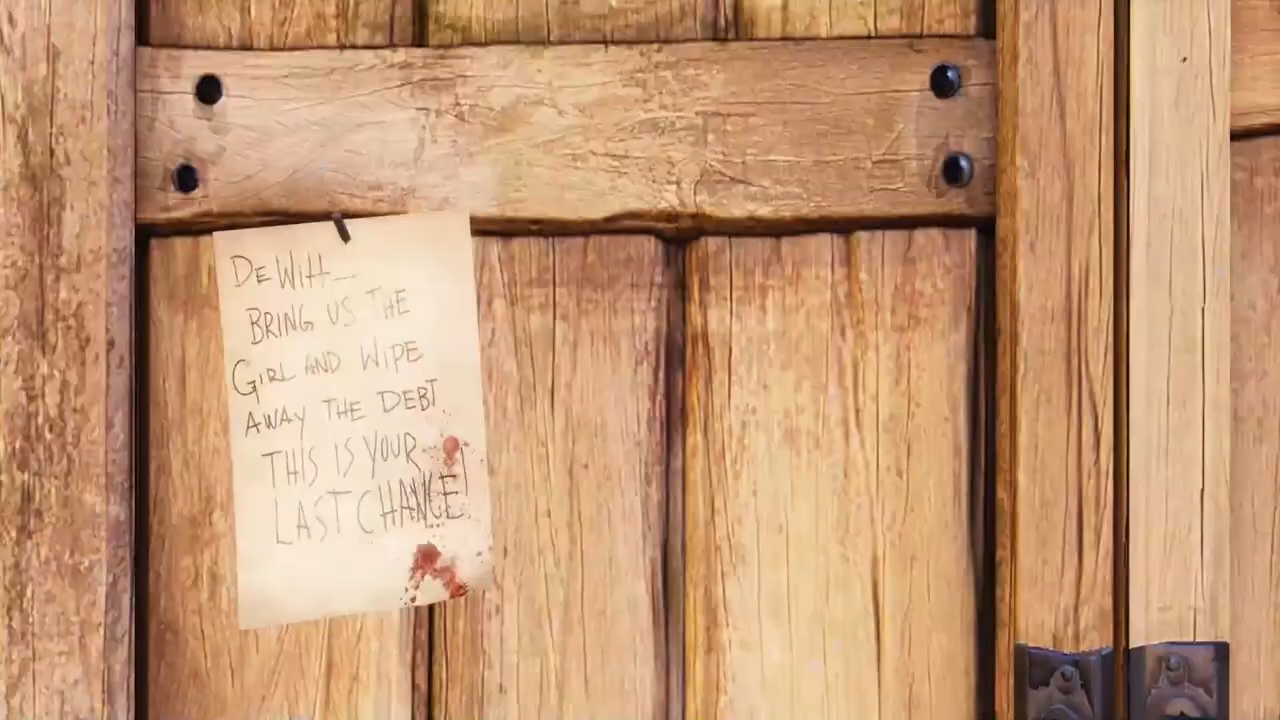 DEWitt—
BRING US THE
GIRL AND WIPE
AWAY THE DEBT.
THIS IS YOUR
LAST CHANCE!